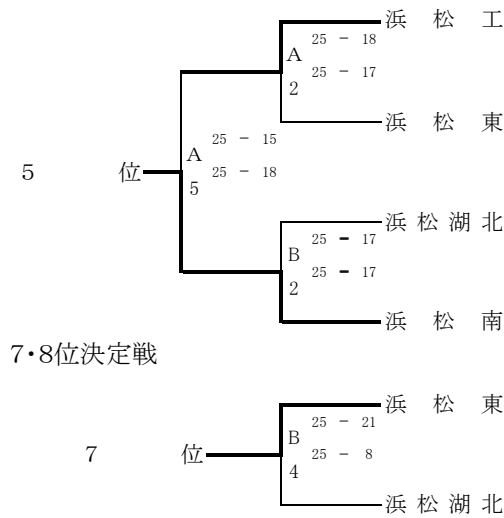 浜松工
A 25 － 18
2 25 － 17
浜松東
A 25 － 15
5 25 － 18
5位
浜松湖北
B 25 － 17
2 25 － 17
浜松南
7・8位決定戦
浜松東
B 25 － 21
4 25 － 8
7位
浜松湖北